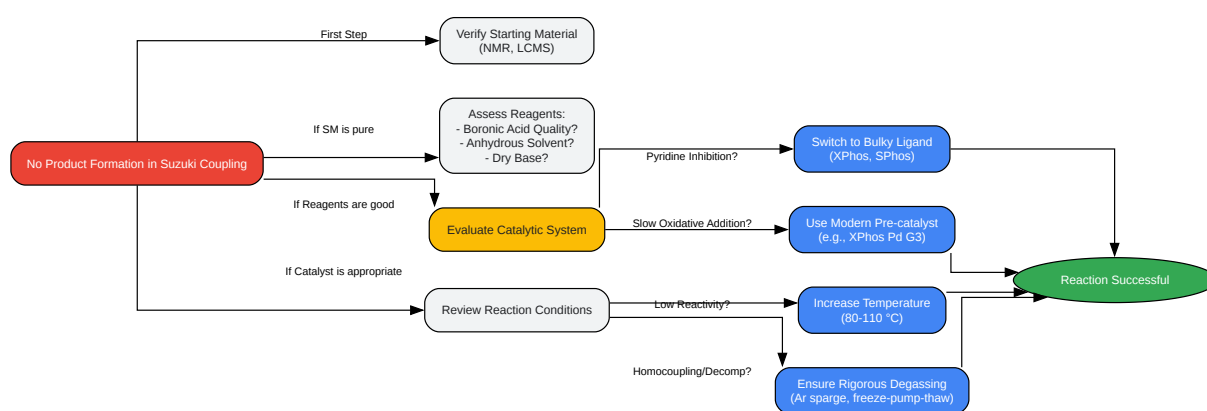 First Step
Verify Starting Material
(NMR, LCMS)
If SM is pure
Assess Reagents:
- Boronic Acid Quality?
- Anhydrous Solvent?
- Dry Base?
No Product Formation in Suzuki Coupling
Pyridine Inhibition?
Switch to Bulky Ligand
(XPhos, SPhos)
If Reagents are good
Evaluate Catalytic System
Slow Oxidative Addition?
Use Modern Pre-catalyst
(e.g., XPhos Pd G3)
Reaction Successful
If Catalyst is appropriate
Review Reaction Conditions
Low Reactivity?
Increase Temperature
(80-110 °C)
Homocoupling/Decomp?
Ensure Rigorous Degassing
(Ar sparge, freeze-pump-thaw)